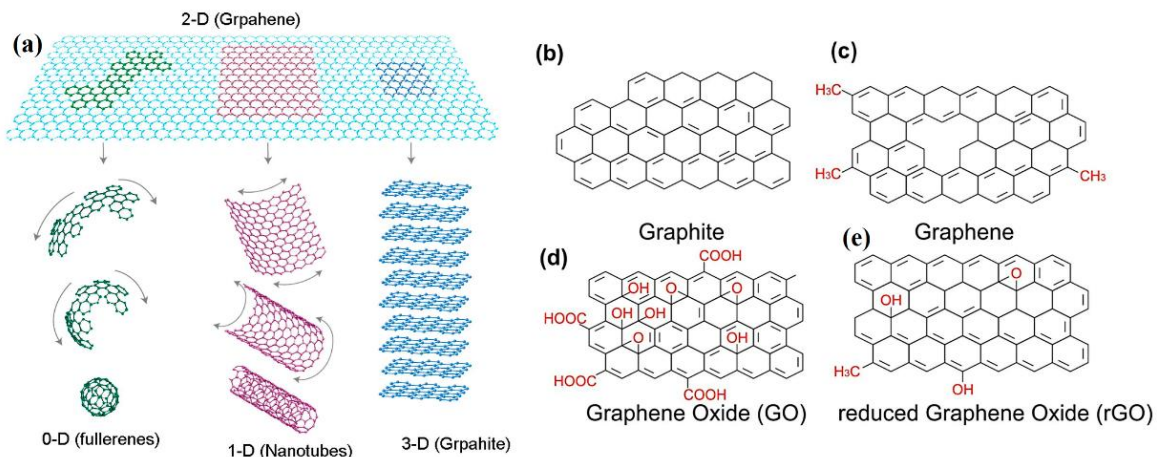 2-D (Grpahene)
(a)
0-D (fullerenes)
1-D (Nanotubes)
3-D (Grpahite)
(b)
Graphite
(c)
H₃C
H₃C
CH₃
Graphene
(d)
COOH
OH
O
O
OH
OH
HOOC
O
OH
HOOC
COOH
Graphene Oxide (GO)
(e)
O
OH
H₃C
OH
reduced Graphene Oxide (rGO)